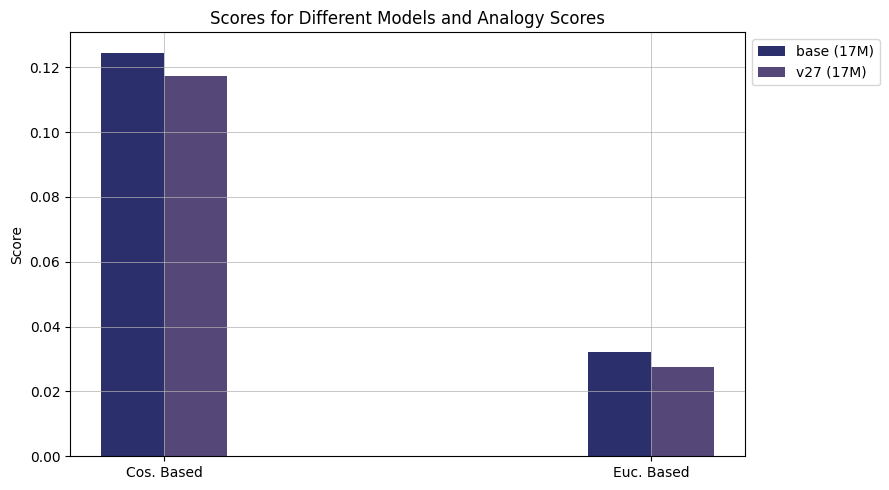 Scores for Different Models and Analogy Scores
base (17M)
v27 (17M)
Score
0.12
0.10
0.08
0.06
0.04
0.02
0.00
Cos. Based
Euc. Based